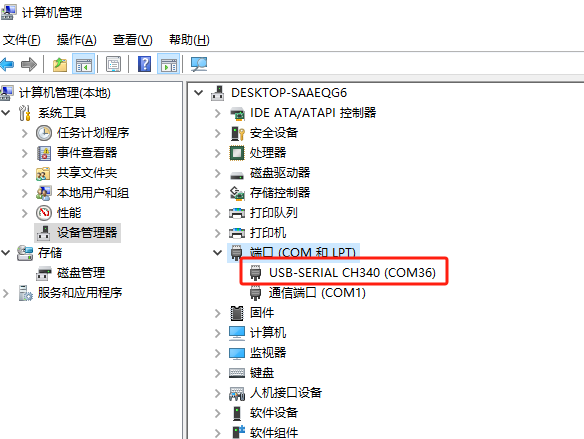 计算机管理
文件(F) 操作(A) 查看(V) 帮助(H)
计算机管理(本地)
系统工具
任务计划程序
事件查看器
共享文件夹
本地用户和组
性能
设备管理器
存储
磁盘管理
服务和应用程序
DESKTOP-SAAEQG6
IDE ATA/ATAPI 控制器
安全设备
处理器
磁盘驱动器
存储控制器
打印队列
打印机
端口 (COM 和 LPT)
USB-SERIAL CH340 (COM36)
通信端口 (COM1)
固件
计算机
监视器
键盘
人机接口设备
软件设备
软件组件